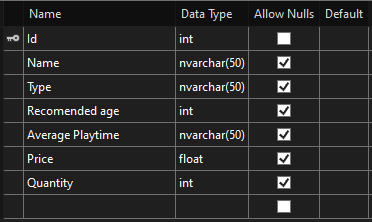 Name Data Type Allow Nulls Default
Id int
Name nvarchar(50)
Type nvarchar(50)
Recomended age int
Average Playtime nvarchar(50)
Price float
Quantity int